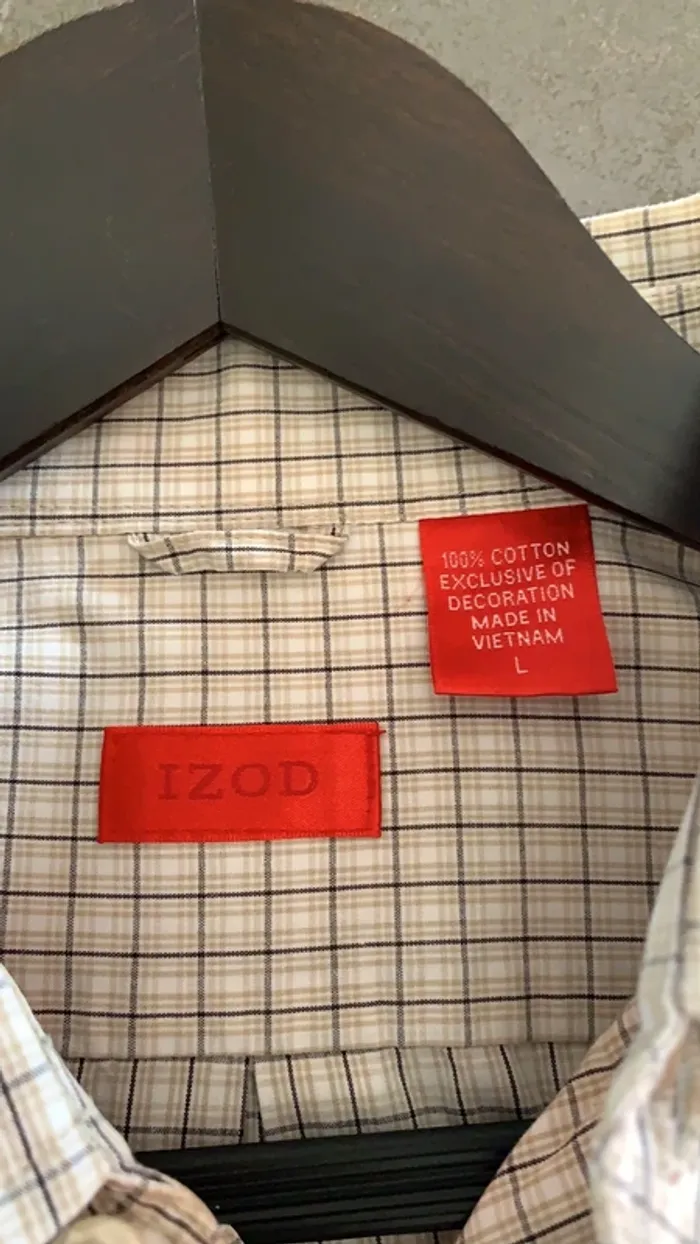 100% COTTON
EXCLUSIVE OF
DECORATION
MADE IN
VIETNAM
L
IZOD